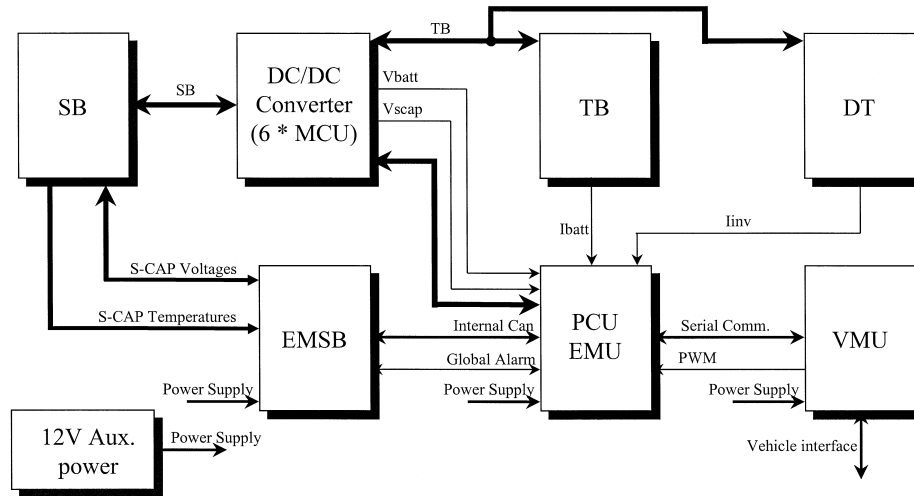 TB
SB
SB
DC/DC
Converter
(6 * MCU)
Vbatt
Vscap
TB
DT
Ibatt
Iinv
S-CAP Voltages
S-CAP Temperatures
EMSB
Internal Can
Global Alarm
PCU
EMU
Serial Comm.
PWM
VMU
Power Supply
Power Supply
Power Supply
12V Aux.
power
Power Supply
Vehicle interface